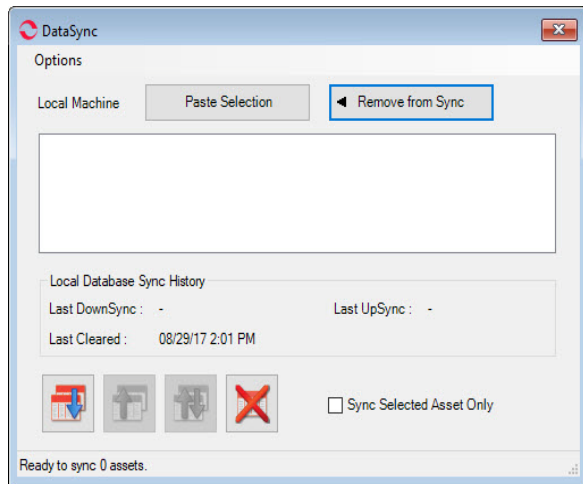 DataSync
Options
Local Machine
Paste Selection
Remove from Sync
Local Database Sync History
Last DownSync : -
Last UpSync : -
Last Cleared : 08/29/17 2:01 PM
Sync Selected Asset Only
Ready to sync 0 assets.